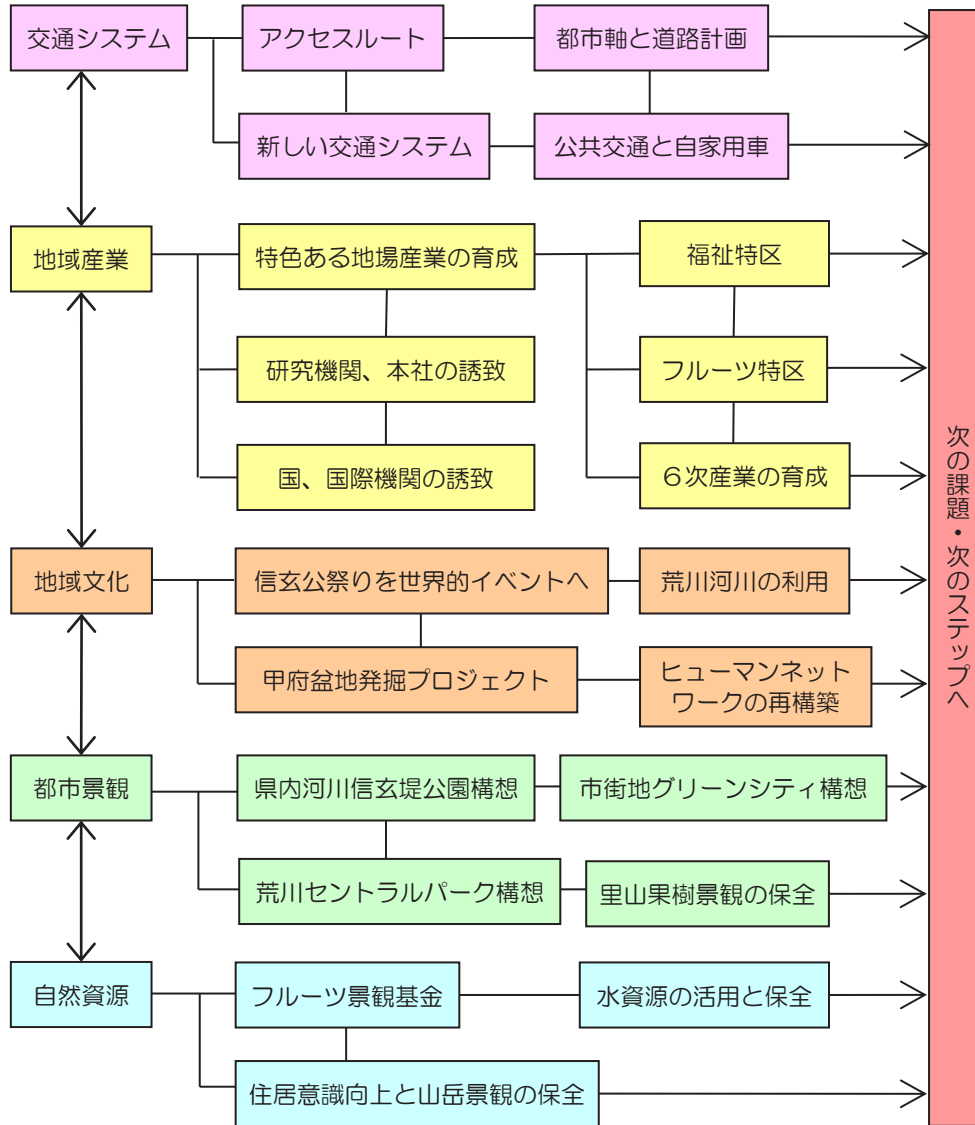 交通システム
アクセスルート
都市軸と道路計画
新しい交通システム
公共交通と自家用車
地域産業
特色ある地場産業の育成
福祉特区
研究機関、本社の誘致
フルーツ特区
国、国際機関の誘致
６次産業の育成
地域文化
信玄公祭りを世界的イベントへ
荒川河川の利用
甲府盆地発掘プロジェクト
ヒューマンネット
ワークの再構築
都市景観
県内河川信玄堤公園構想
市街地グリーンシティ構想
荒川セントラルパーク構想
里山果樹景観の保全
自然資源
フルーツ景観基金
水資源の活用と保全
住居意識向上と山岳景観の保全
次の課題・次のステップへ